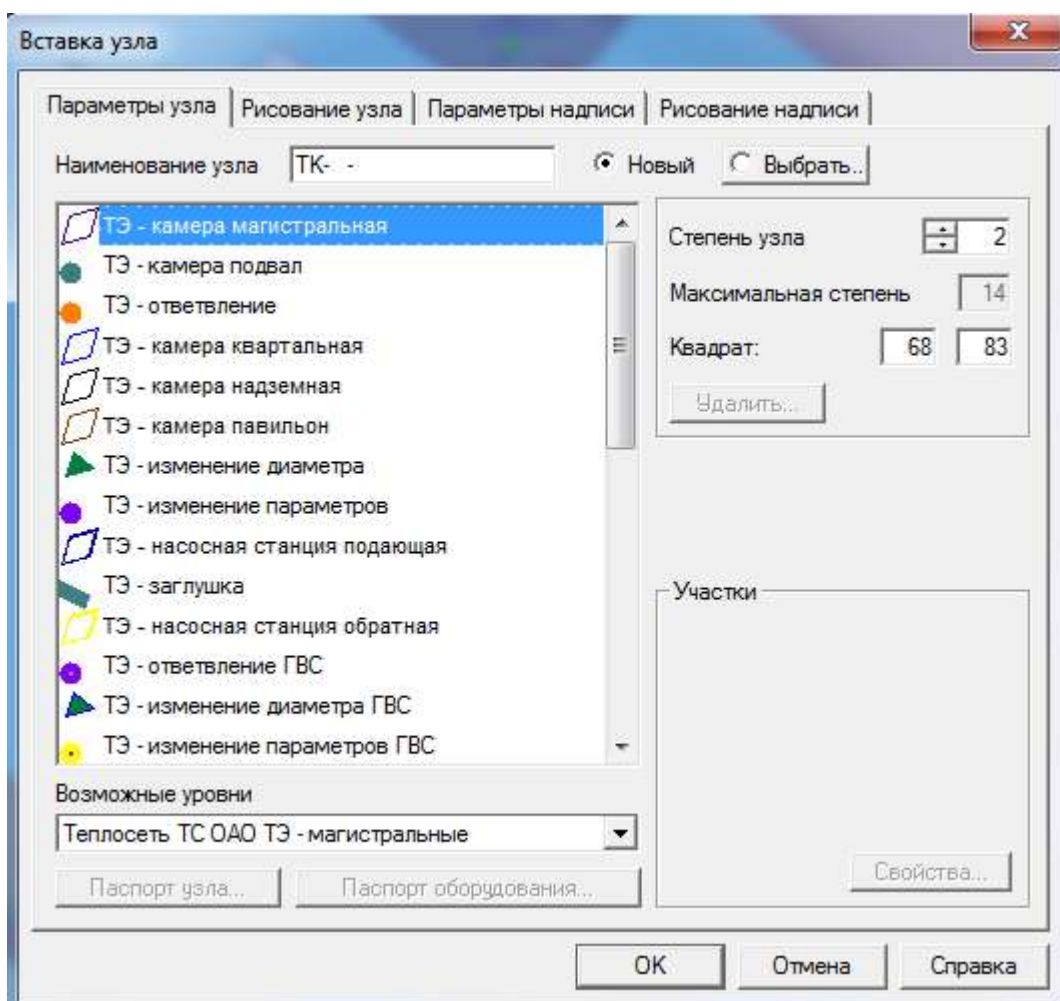 Вставка узла
Параметры узла Рисование узла Параметры надписи Рисование надписи
Наименование узла ТК- - Новый Выбрать..
ТЭ - камера магистральная
ТЭ - камера подвал
ТЭ - ответвление
ТЭ - камера квартальная
ТЭ - камера надземная
ТЭ - камера павильон
ТЭ - изменение диаметра
ТЭ - изменение параметров
ТЭ - насосная станция подающая
ТЭ - заглушка
ТЭ - насосная станция обратная
ТЭ - ответвление ГВС
ТЭ - изменение диаметра ГВС
ТЭ - изменение параметров ГВС
Степень узла 2
Максимальная степень 14
Квадрат: 68 83
Удалить...
Участки
Свойства...
Возможные уровни
Теплосеть ТС ОАО ТЭ - магистральные
Паспорт узла... Паспорт оборудования...
OK Отмена Справка